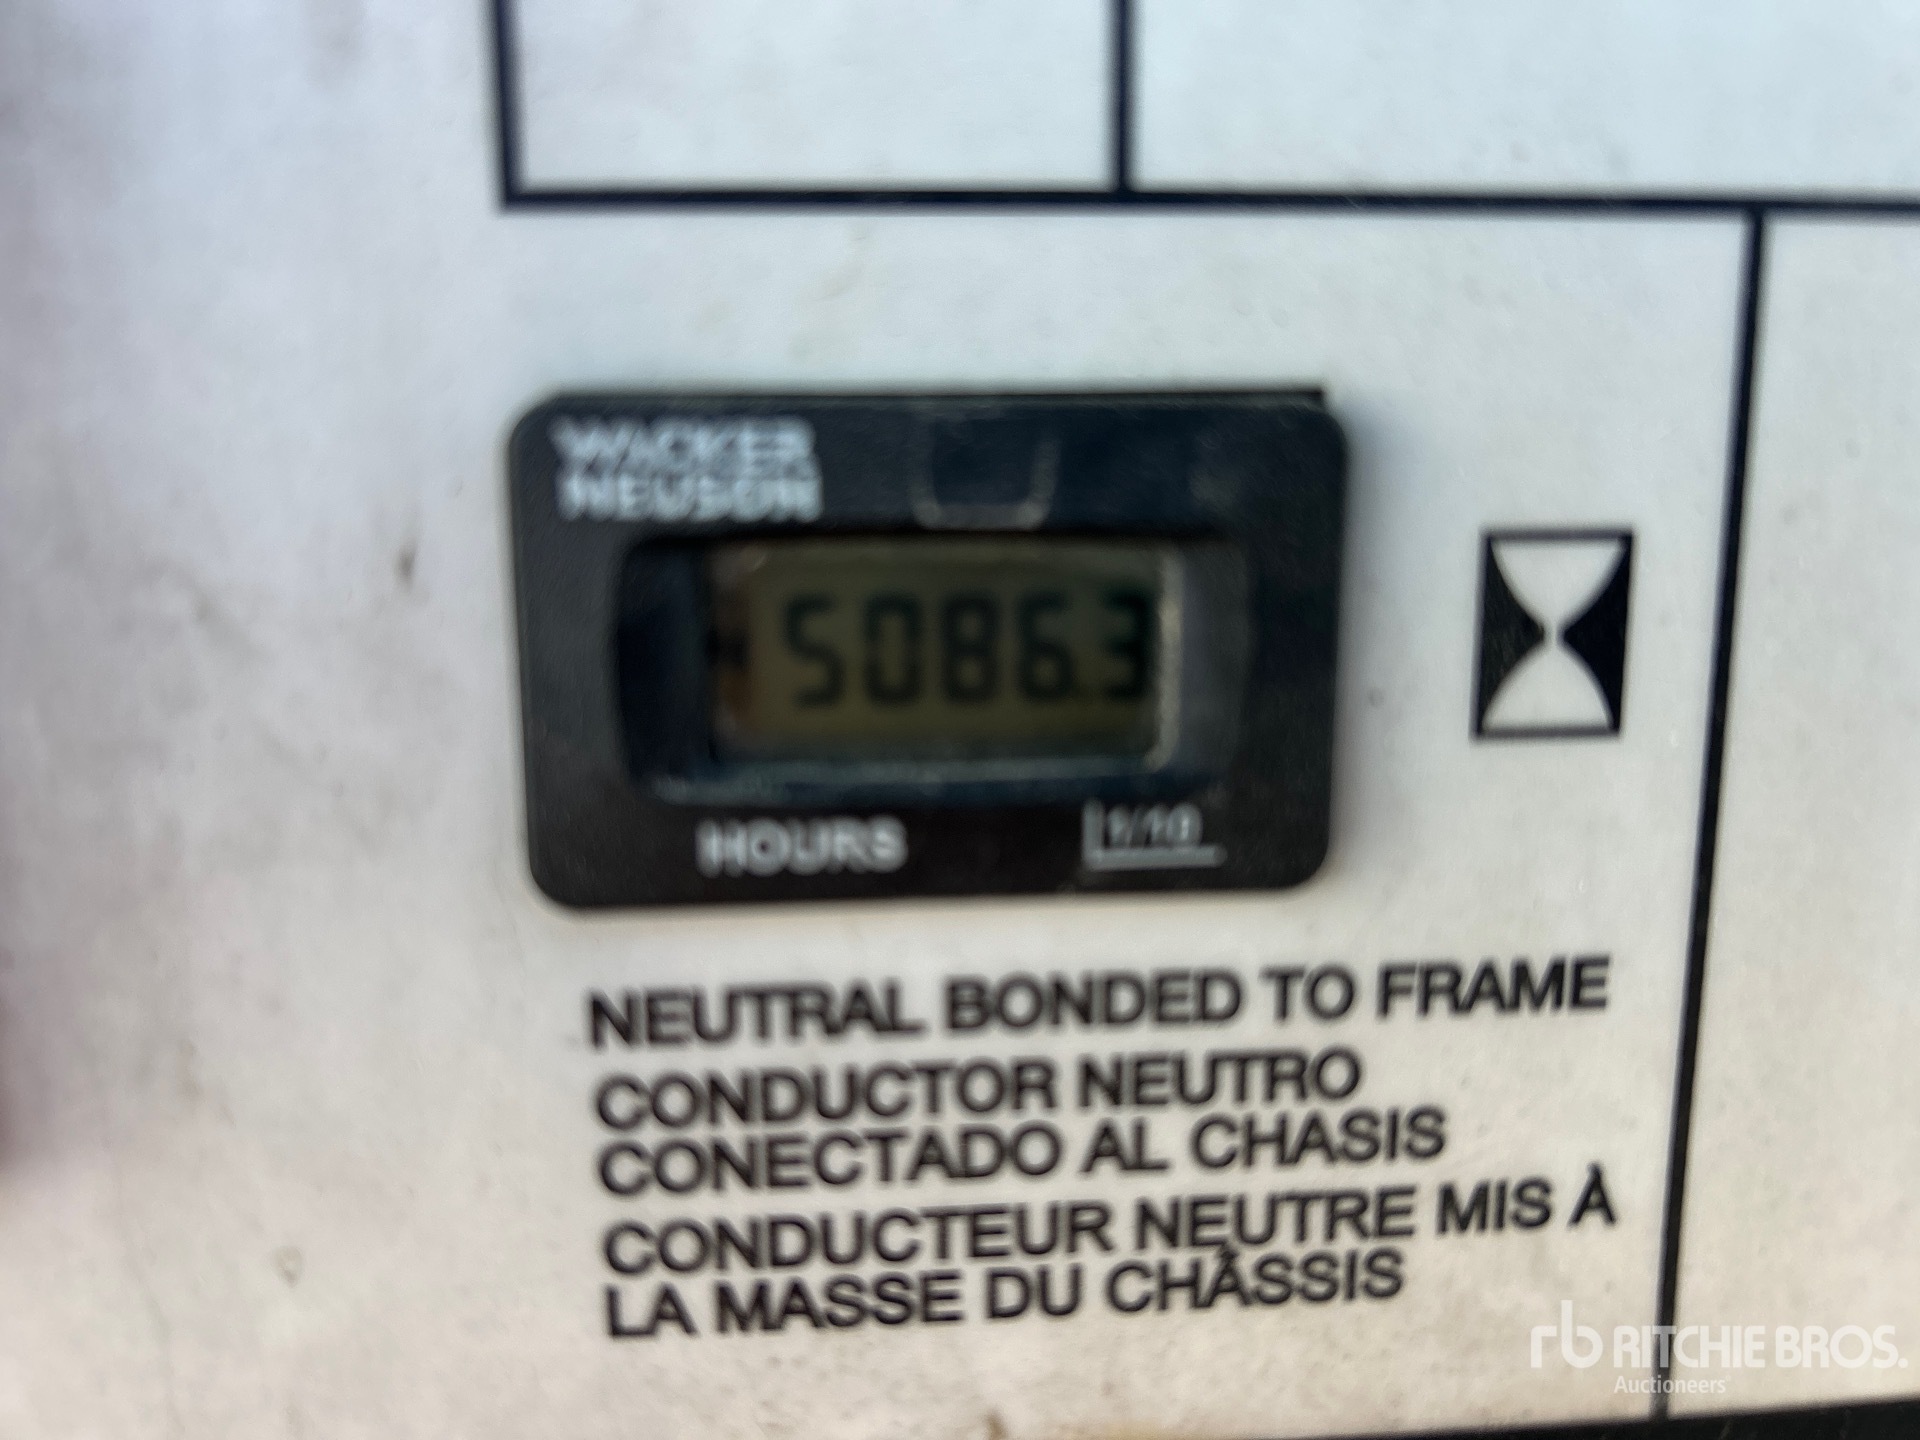 WACKER
NEUSON
5086.3
HOURS
1/10
NEUTRAL BONDED TO FRAME
CONDUCTOR NEUTRO
CONECTADO AL CHASIS
CONDUCTEUR NEUTRE MIS À
LA MASSE DU CHÂSSIS
rb RITCHIE BROS.
Auctioneers